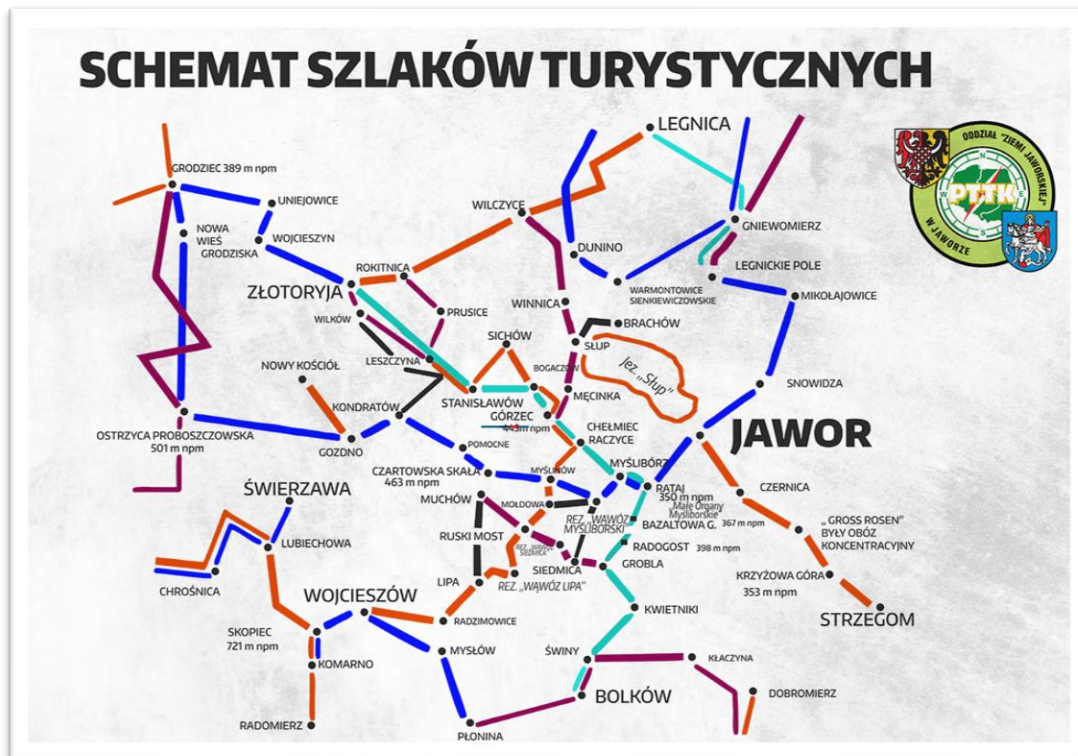 SCHEMAT SZLAKÓW TURYSTYCZNYCH
ODDZIAŁ "ZIEMI JAWORSKIEJ"
PTTK
W JAWORZE
LEGNICA
GRODZIEC 389 m npm
UNIEJOWICE
WILCZYCE
NOWA
WIEŚ
GRODZISKA
WOJCIESZYN
DUNINO
GNIEWOMIERZ
ROKITNICA
LEGNICKIE POLE
ZŁOTORYJA
WARMONTOWICE
SIENKIEWICZOWSKIE
MIKOŁAJOWICE
WINNICA
WILKÓW
PRUSICE
BRACHÓW
SICHÓW
SŁUP
LESZCZYNA
NOWY KOŚCIÓŁ
BOGACZÓW
Jez. „Słup"
SNOWIDZA
MĘCINKA
STANISŁAWÓW
KONDRATÓW
GÓRZEC
445m npm
CHEŁMIEC
RACZYCE
JAWOR
OSTRZYCA PROBOSZCZOWSKA
501 m npm
GOZDNO
POMOCNE
CZARTOWSKA SKAŁA
463 m npm
MYŚLINÓW
MYŚLIBÓRZ
RATAJ
350 m npm
„Małe Organy
Myśliborskie
CZERNICA
ŚWIERZAWA
MUCHÓW
MOŁDOWA
REZ. „WĄWÓZ
MYŚLIBORSKI
BAZALTOWA G. 367 m npm
„GROSS ROSEN"
BYŁY OBÓZ
KONCENTRACYJNY
LUBIECHOWA
RUSKI MOST
REZ. „WĄWÓZ
SIEDMICA
RADOGOST 398 m npm
SIEDMICA
GROBLA
CHROŚNICA
LIPA
REZ. „WĄWÓZ LIPA"
KRZYŻOWA GÓRA
353 m npm
WOJCIESZÓW
KWIETNIKI
STRZEGOM
RADZIMOWICE
SKOPIEC
721 m npm
MYSŁÓW
ŚWINY
KŁACZYNA
KOMARNO
BOLKÓW
DOBROMIERZ
RADOMIERZ
PŁONINA